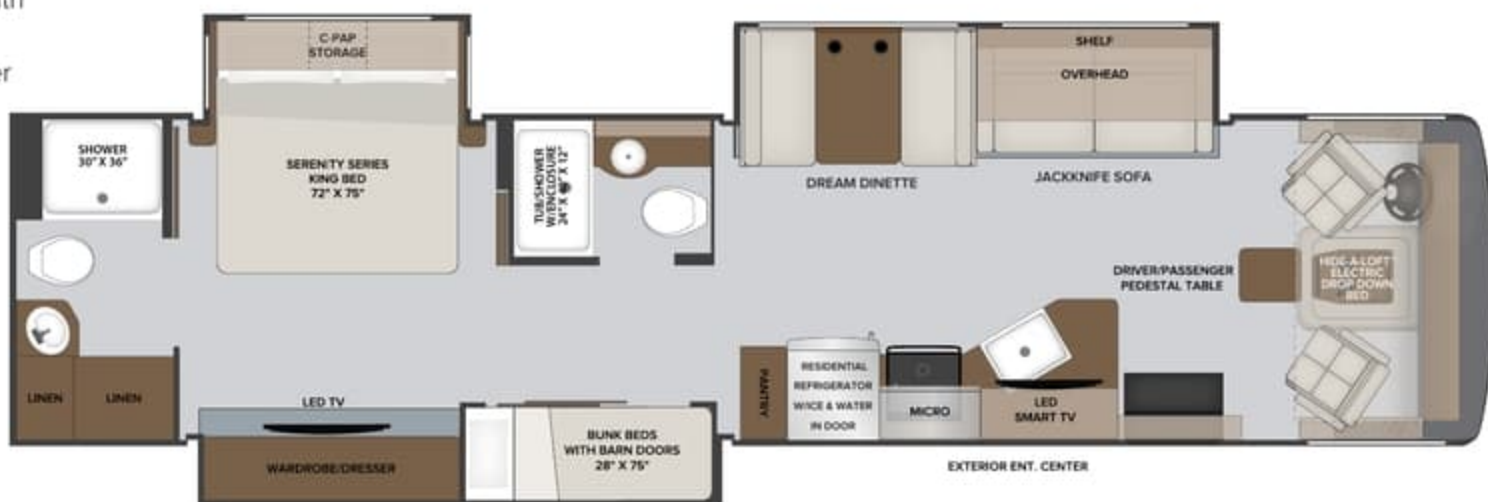 er
C-PAP
STORAGE
SHOWER
30" X 36"
SERENITY SERIES
KING BED
72" X 75"
TUB/SHOWER
W/ENCLOSURE
SHELF
OVERHEAD
DREAM DINETTE
JACKKNIFE SOFA
DRIVER/PASSENGER
PEDESTAL TABLE
HIDE-A-LOFT™
ELECTRIC
DROP DOWN
BED
LINEN
LINEN
LED TV
WARDROBE/DRESSER
BUNK BEDS
WITH BARN DOORS
28" X 75"
PANTRY
RESIDENTIAL
REFRIGERATOR
W/ICE & WATER
IN DOOR
MICRO
LED
SMART TV
EXTERIOR ENT. CENTER